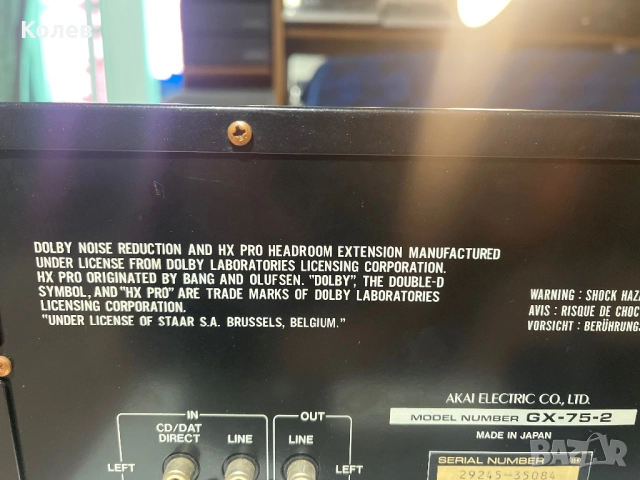 Колев
DOLBY NOISE REDUCTION AND HX PRO HEADROOM EXTENSION MANUFACTURED
UNDER LICENSE FROM DOLBY LABORATORIES LICENSING CORPORATION.
HX PRO ORIGINATED BY BANG AND OLUFSEN. "DOLBY", THE DOUBLE-D
SYMBOL, AND "HX PRO" ARE TRADE MARKS OF DOLBY LABORATORIES
LICENSING CORPORATION.
"UNDER LICENSE OF STAAR S.A. BRUSSELS, BELGIUM."
WARNING : SHOCK HAZA
AVIS : RISQUE DE CHOC
VORSICHT : BERÜHRUNGS
AKAI ELECTRIC CO., LTD.
MODEL NUMBER GX-75-2
MADE IN JAPAN
SERIAL NUMBER
29245-35084
IN
OUT
CD/DAT
DIRECT
LINE
LINE
LEFT
LEFT
bazar